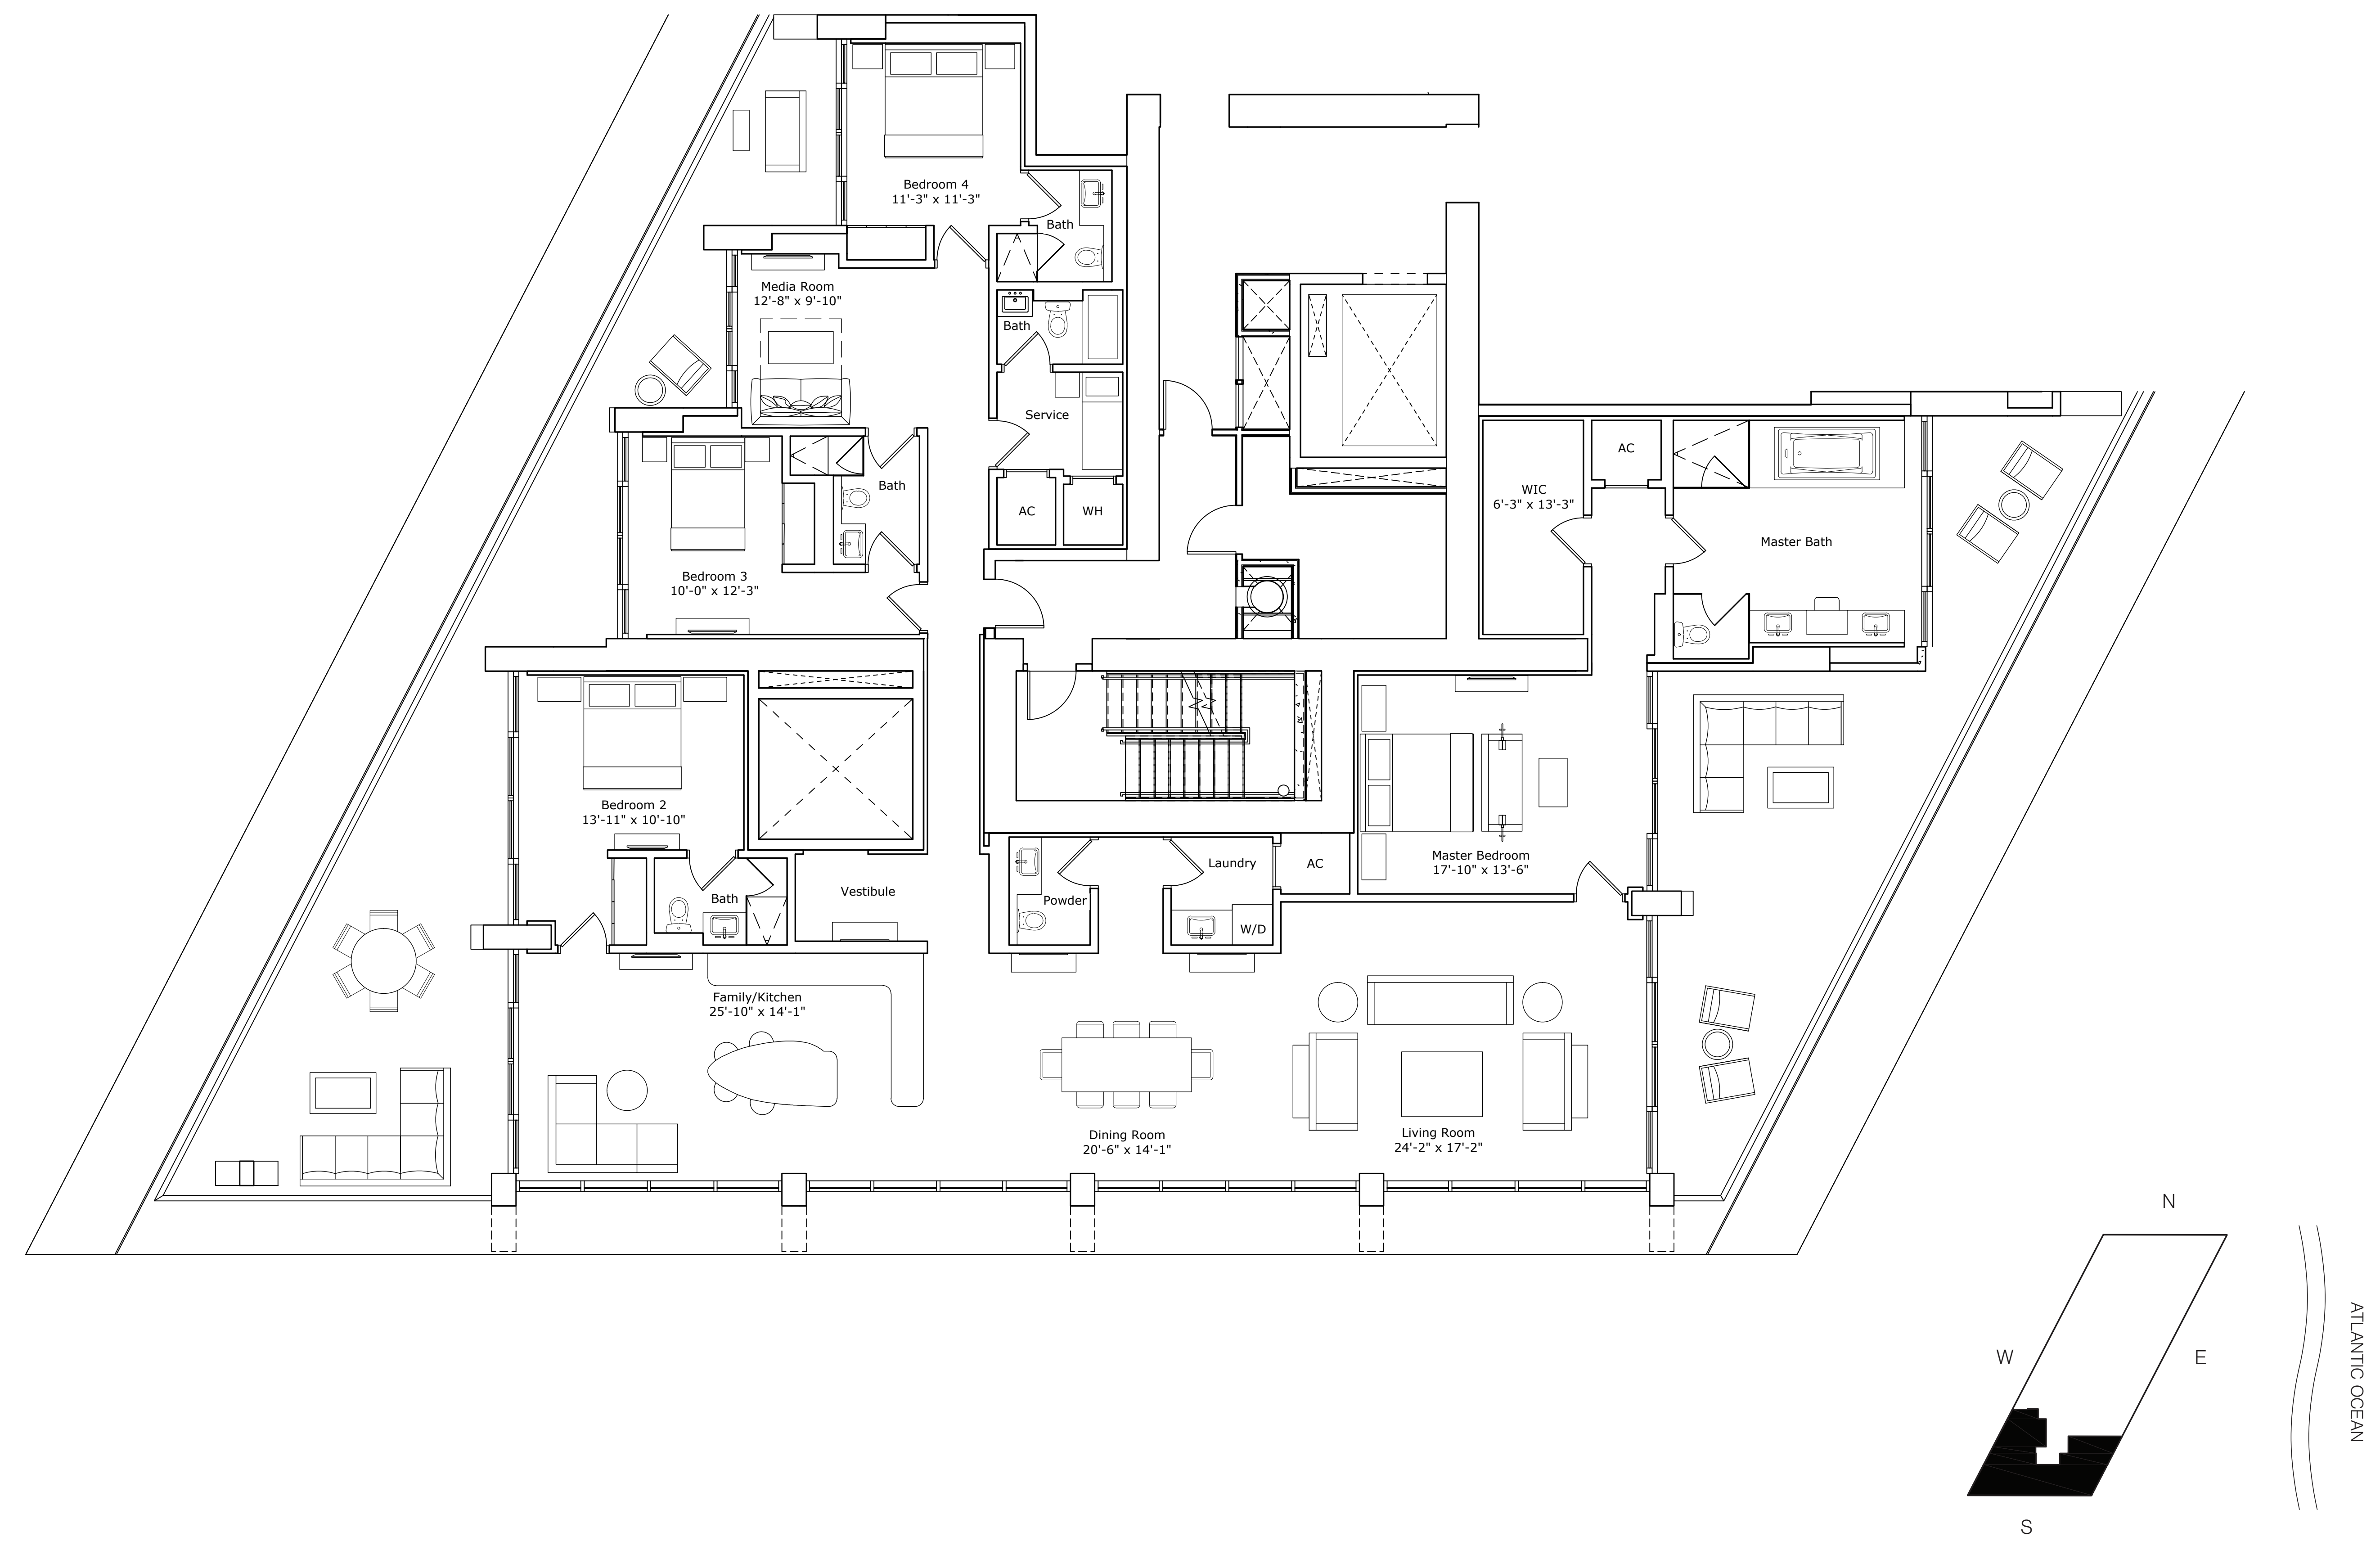 Bedroom 4
11'-3" x 11'-3"
Bath
Media Room
12'-8" x 9'-10"
Bath
Service
Bath
AC
WH
Bedroom 3
10'-0" x 12'-3"
AC
WIC
6'-3" x 13'-3"
Master Bath
Bedroom 2
13'-11" x 10'-10"
Bath
Vestibule
Powder
Laundry
AC
W/D
Master Bedroom
17'-10" x 13'-6"
Family/Kitchen
25'-10" x 14'-1"
Dining Room
20'-6" x 14'-1"
Living Room
24'-2" x 17'-2"
N
W
E
S
ATLANTIC OCEAN